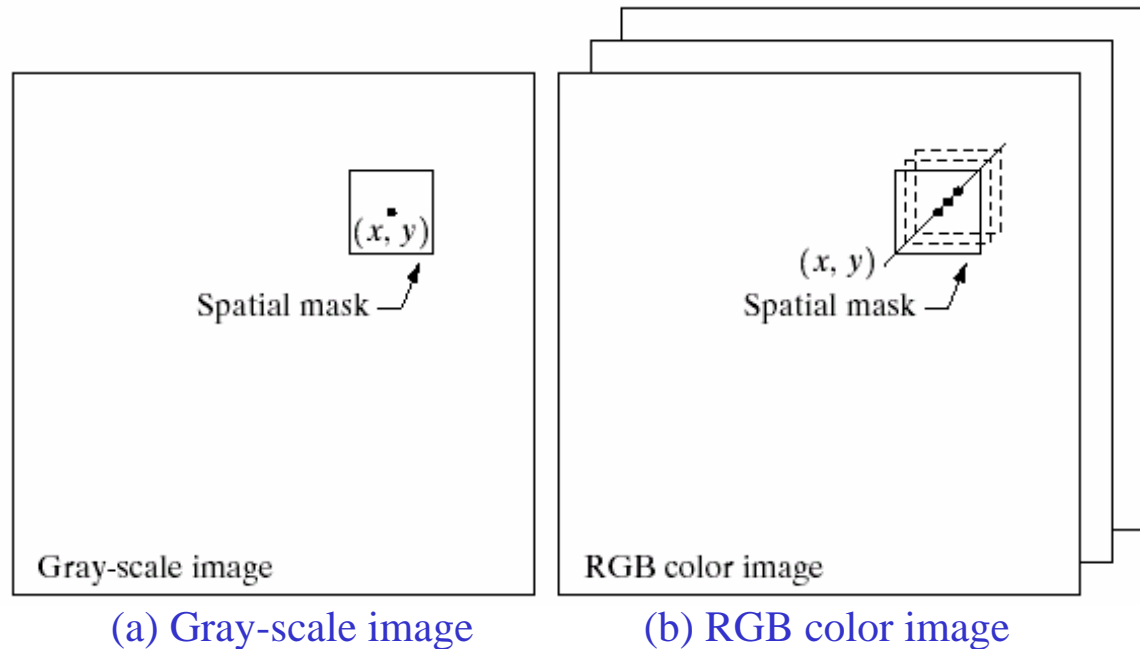 (x, y)
Spatial mask
Gray-scale image
(x, y)
Spatial mask
RGB color image
(a) Gray-scale image
(b) RGB color image